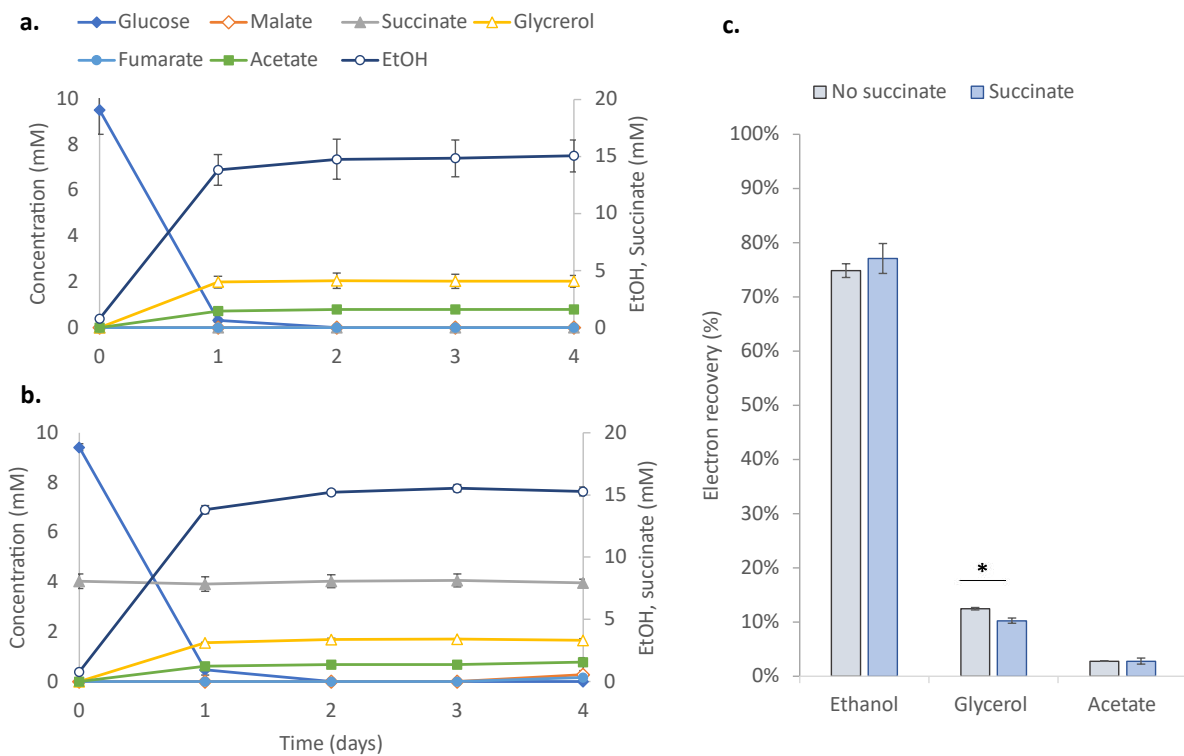 a.
Glucose Malate Succinate Glycrerol
Fumarate Acetate EtOH
10 20
8 15
6
10
4
5
2
0 0
0 1 2 3 4
Concentration (mM)
EtOH, Succinate (mM)
b.
10 20
8 15
6
10
4
5
2
0 0
0 1 2 3 4
Concentration (mM)
EtOH, succinate (mM)
Time (days)
c.
No succinate Succinate
100%
90%
80%
70%
60%
50%
40%
30%
20%
10%
0%
Electron recovery (%)
*
Ethanol Glycerol Acetate